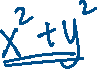 x² + y²